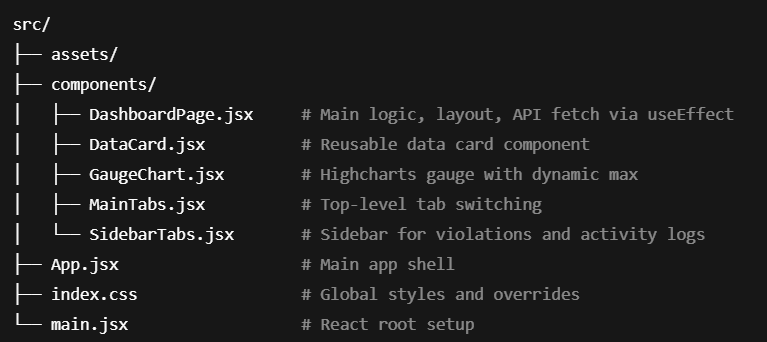 src/
├── assets/
├── components/
│   ├── DashboardPage.jsx     # Main logic, layout, API fetch via useEffect
│   ├── DataCard.jsx          # Reusable data card component
│   ├── GaugeChart.jsx        # Highcharts gauge with dynamic max
│   ├── MainTabs.jsx          # Top-level tab switching
│   └── SidebarTabs.jsx       # Sidebar for violations and activity logs
├── App.jsx                   # Main app shell
├── index.css                 # Global styles and overrides
└── main.jsx                  # React root setup